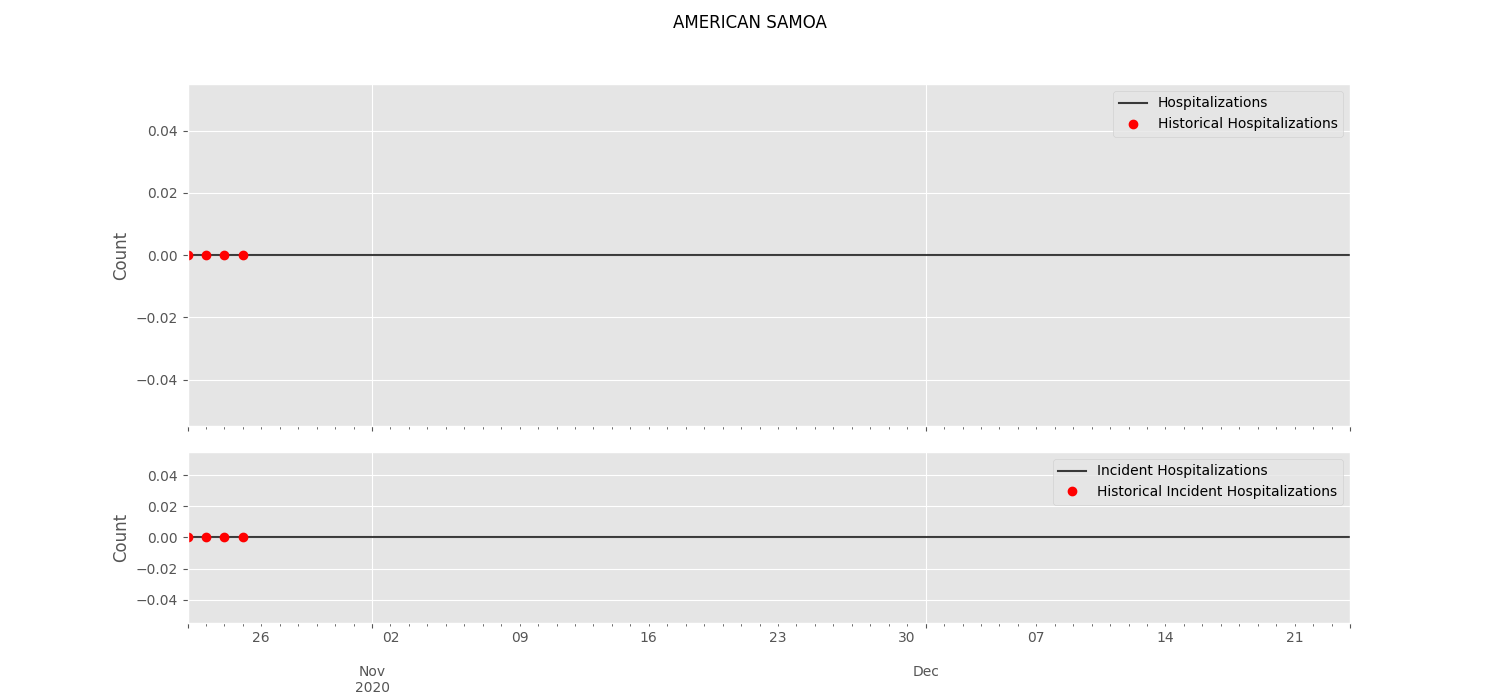 AMERICAN SAMOA
Hospitalizations
Historical Hospitalizations
0.04
0.02
0.00
−0.02
−0.04
Count
Incident Hospitalizations
Historical Incident Hospitalizations
0.04
0.02
0.00
−0.02
−0.04
Count
26 02 09 16 23 30 07 14 21
Nov Dec
2020